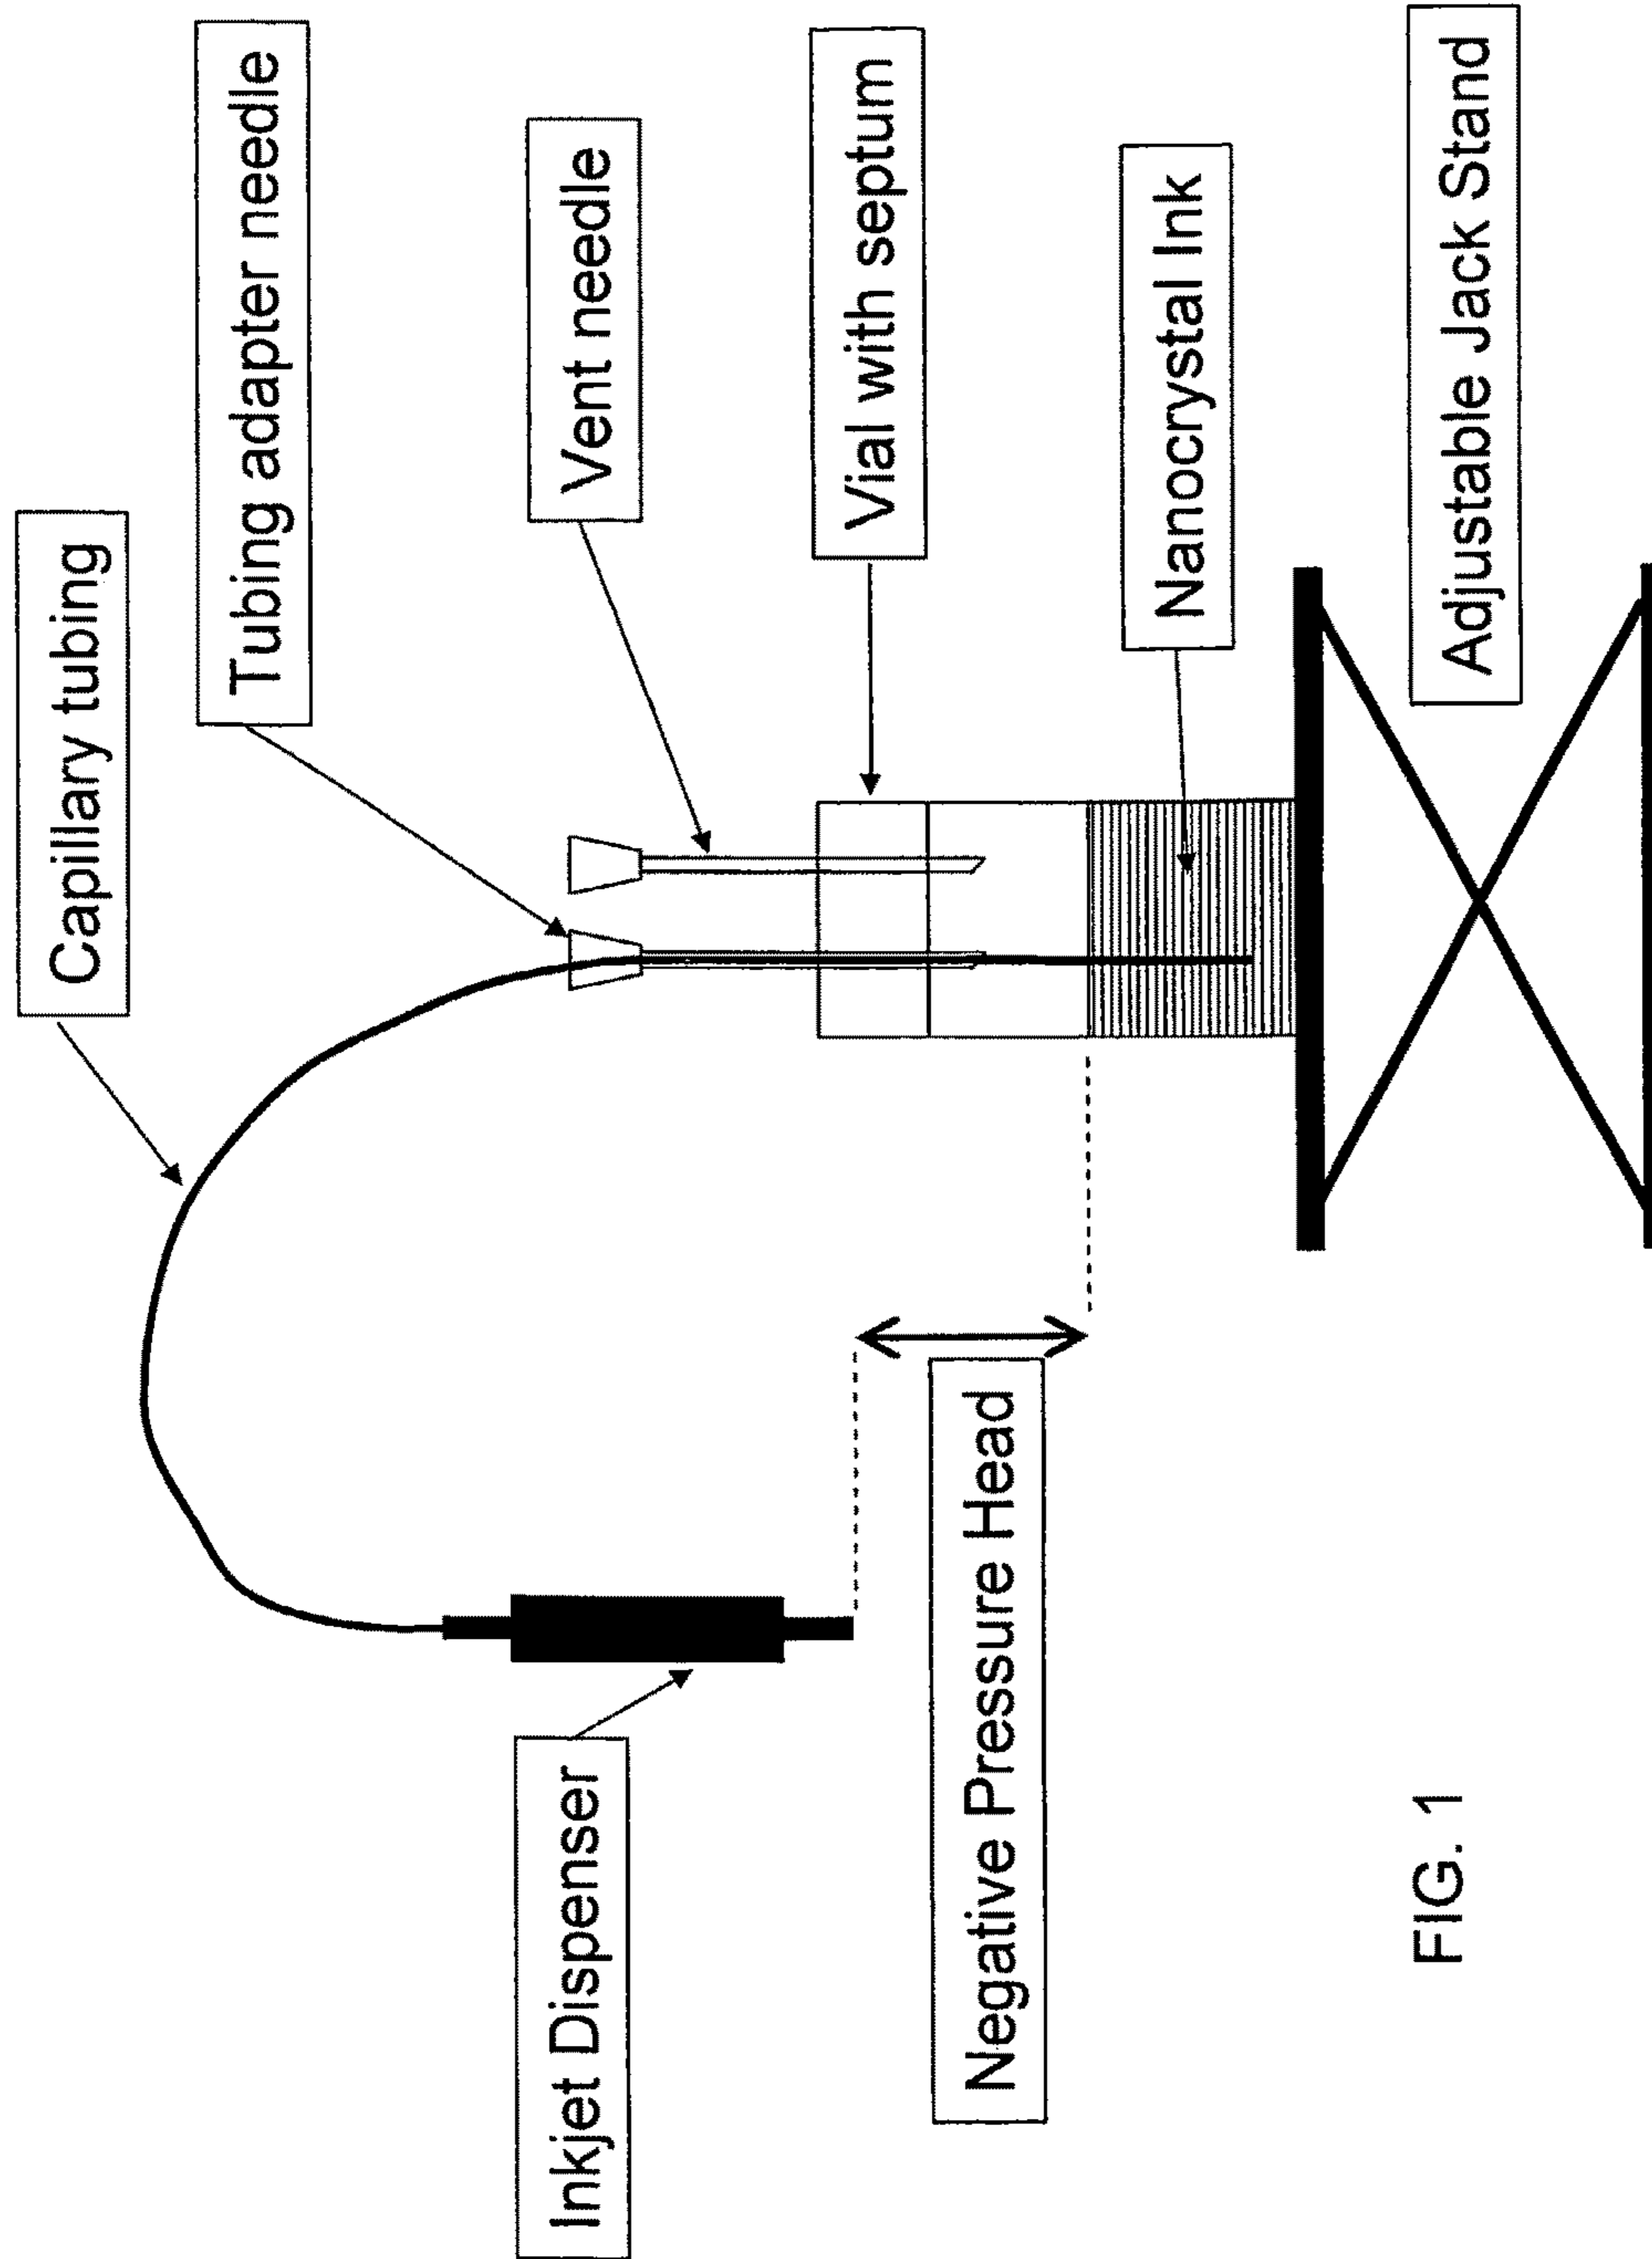 Capillary tubing
Tubing adapter needle
Vent needle
Vial with septum
Nanocrystal Ink
Adjustable Jack Stand
Inkjet Dispenser
Negative Pressure Head
FIG. 1